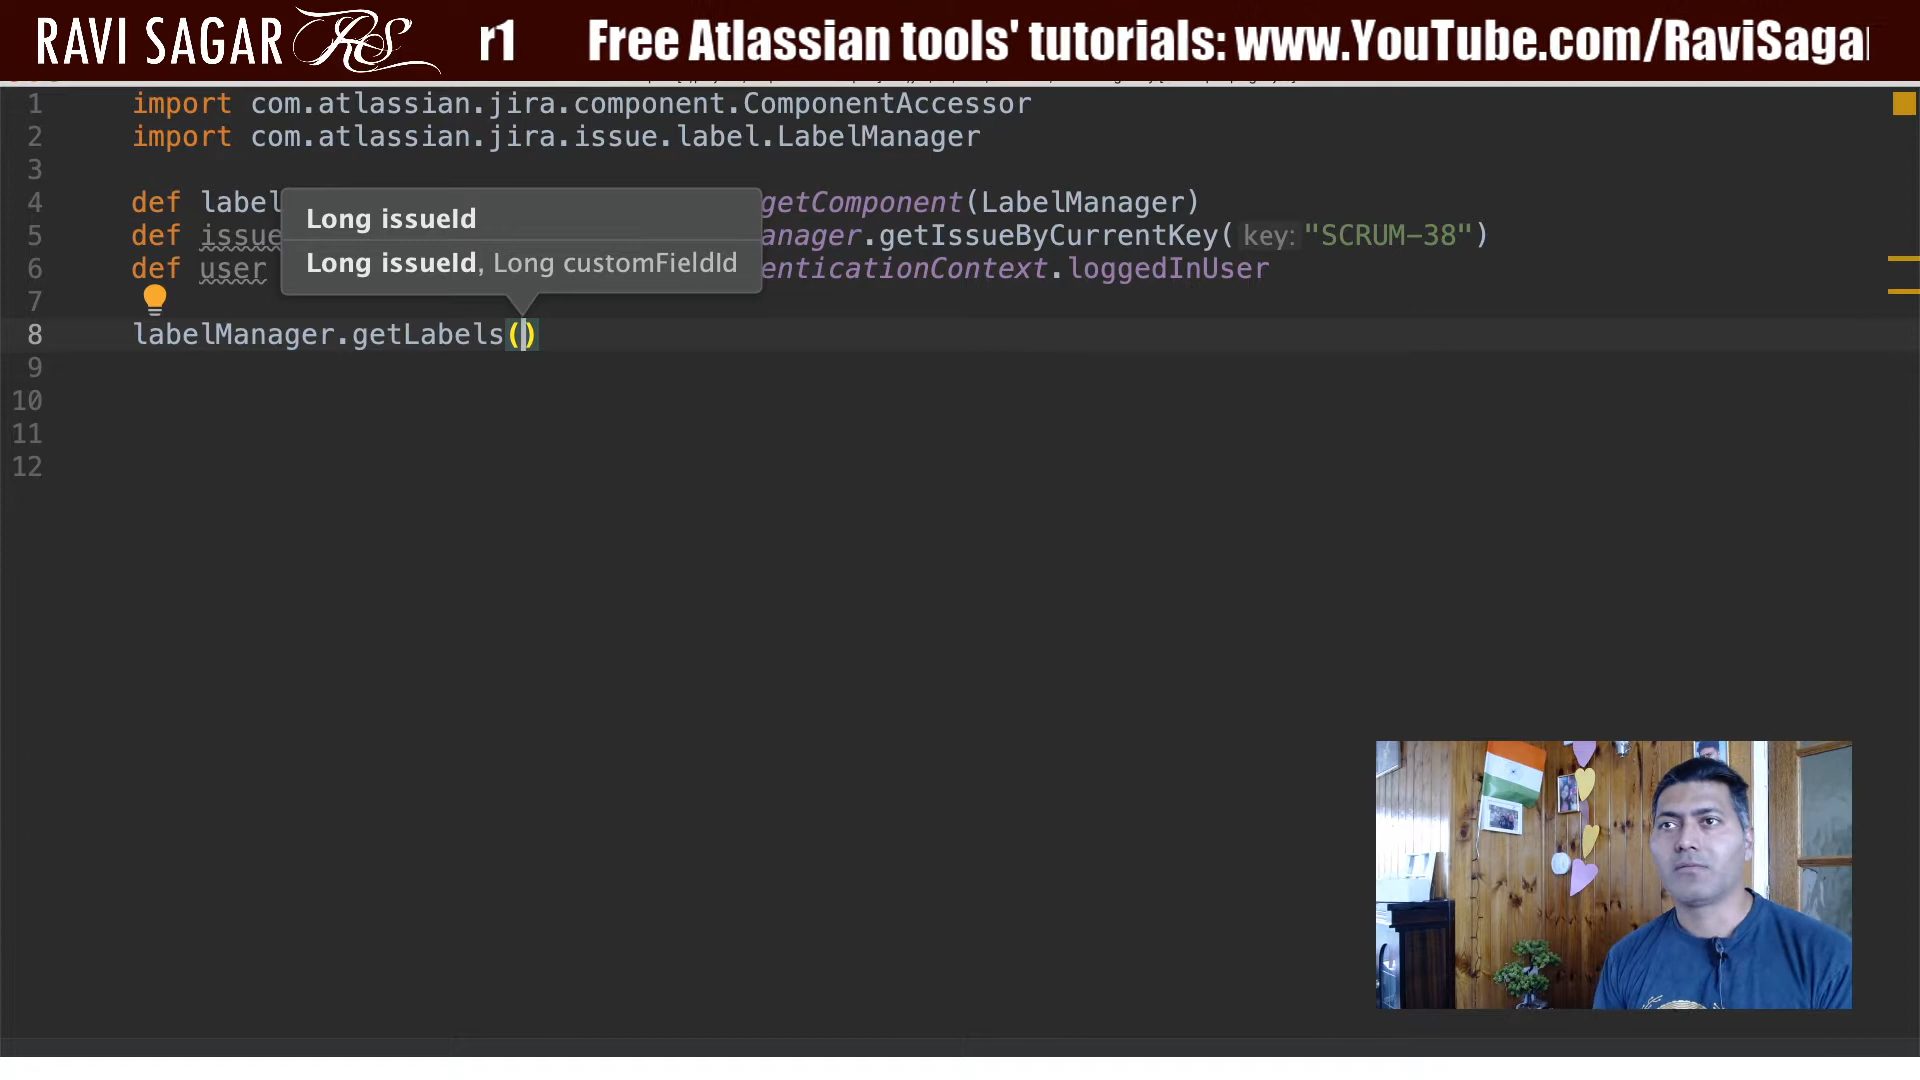 RAVI SAGAR RS r1 Free Atlassian tools' tutorials: www.YouTube.com/RaviSaga
1 import com.atlassian.jira.component.ComponentAccessor
2 import com.atlassian.jira.issue.label.LabelManager
3
4 def label getComponent(LabelManager)
Long issueId
5 def issue anager.getIssueByCurrentKey( key: "SCRUM-38")
Long issueId, Long customFieldId
6 def user enticationContext.loggedInUser
7
8 labelManager.getLabels()
9
10
11
12